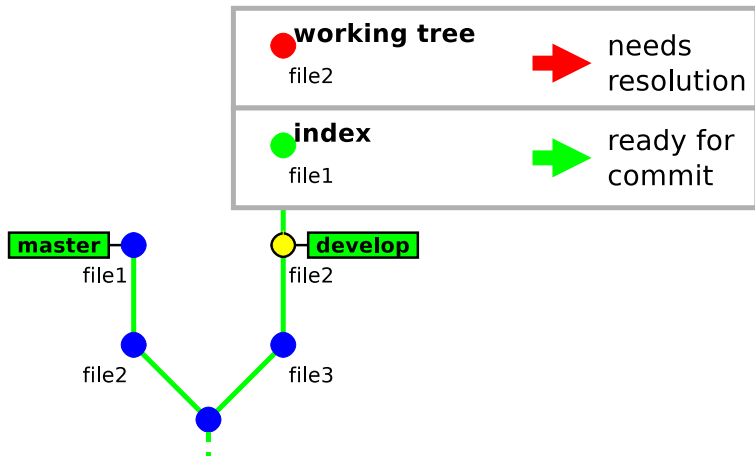 working tree
file2
needs
resolution
index
file1
ready for
commit
master
develop
file1
file2
file2
file3